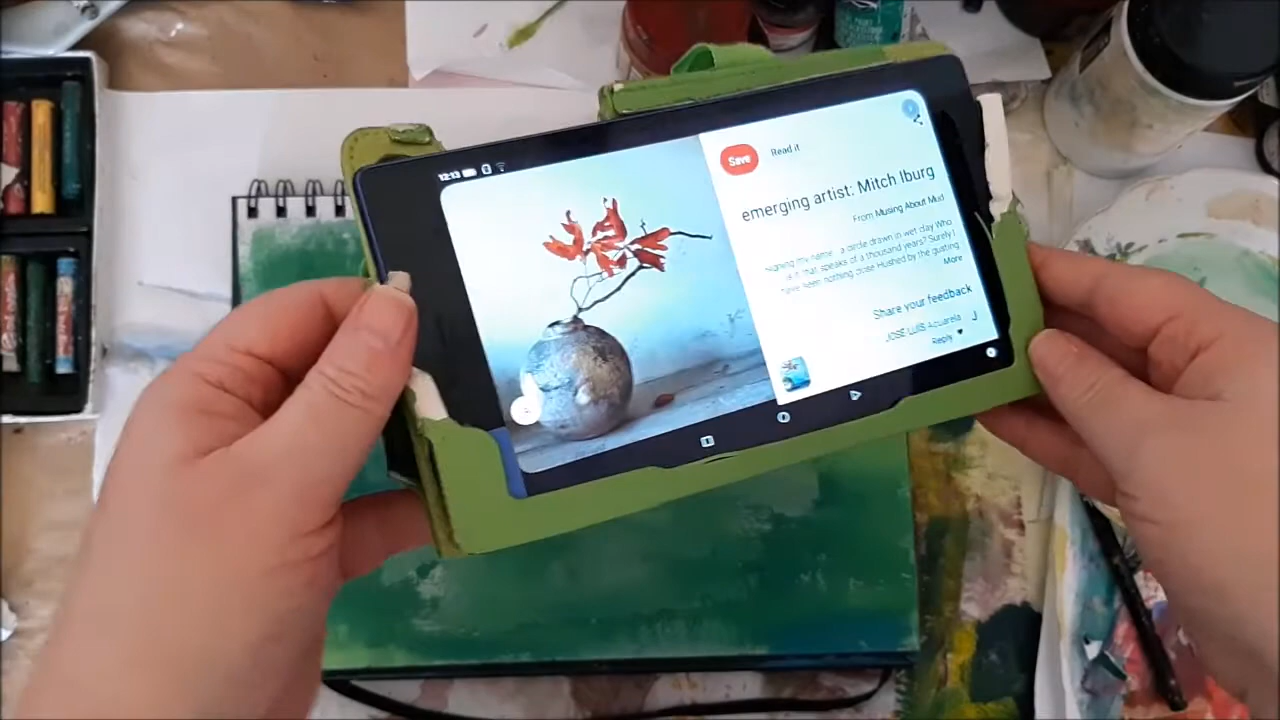 12:13
Save Read it
emerging artist: Mitch Iburg
From Musing About Mud
Signing my name: a circle drawn in wet clay Who
is it that speaks of a thousand years? Surely I
have seen nothing close Hushed by the gusting
More
Share your feedback
JOSE LUIS Acuarela J
Reply